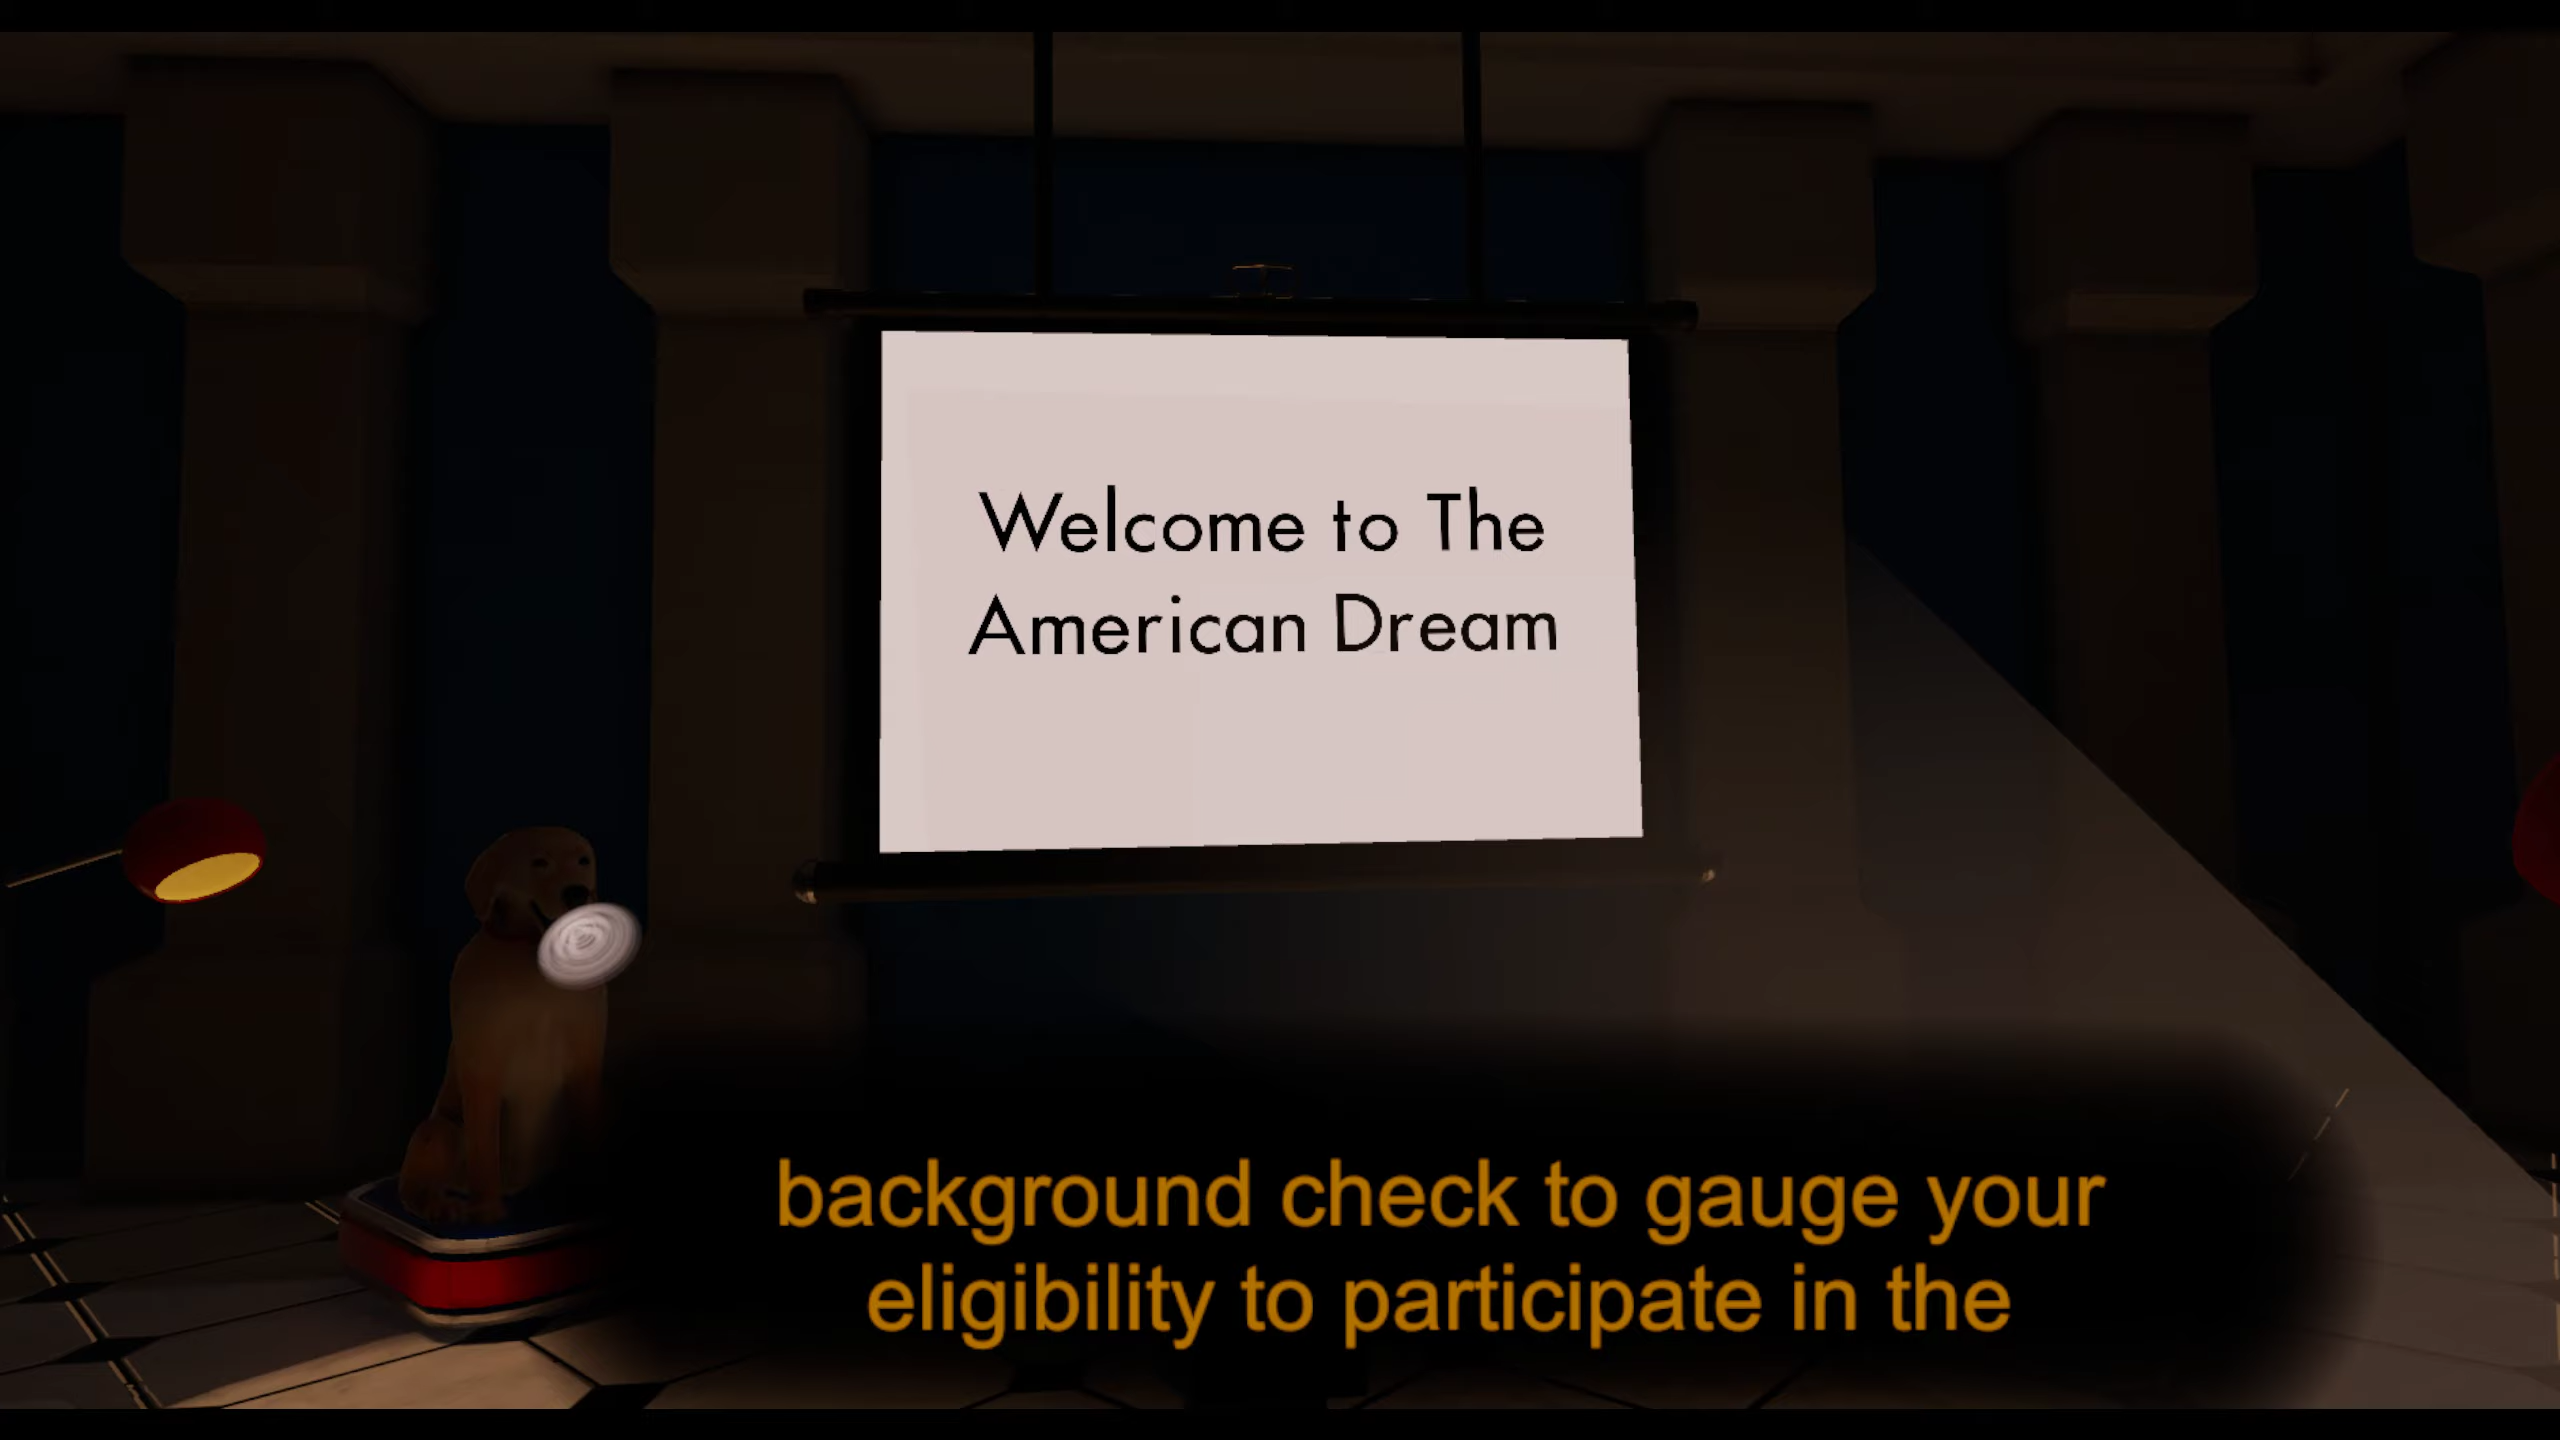 Welcome to The
American Dream
background check to gauge your
eligibility to participate in the